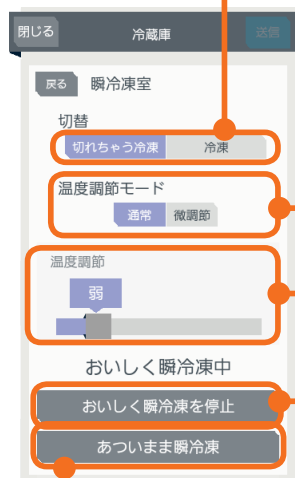 閉じる 冷蔵庫 送信
戻る 瞬冷凍室
切替
切れちゃう冷凍 冷凍
温度調節モード
通常 微調節
温度調節
弱
おいしく瞬冷凍中
おいしく瞬冷凍を停止
あついまま瞬冷凍